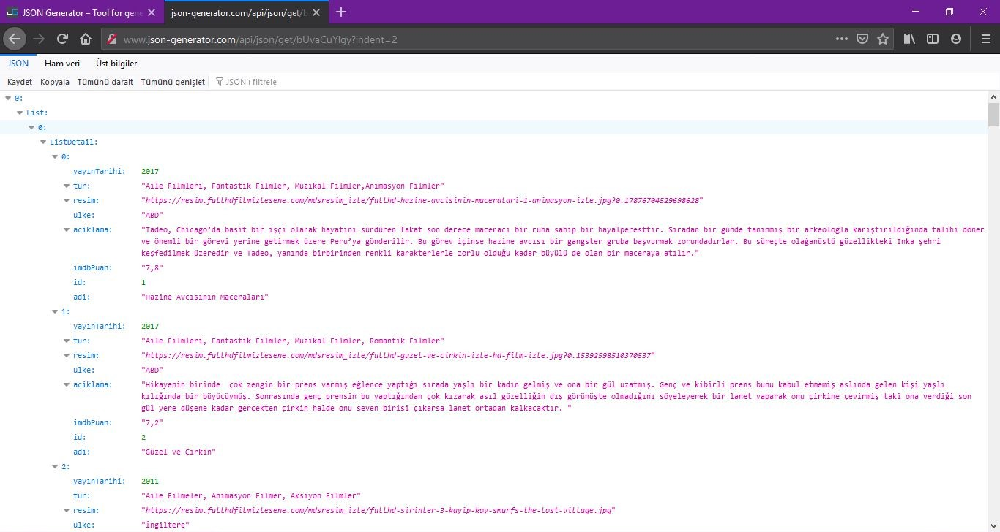 JSON Generator – Tool for gene
json-generator.com/api/json/get/b
www.json-generator.com/api/json/get/bUvaCuYlgy?indent=2
JSON Ham veri Üst bilgiler
Kaydet Kopyala Tümünü daralt Tümünü genişlet JSON'ı filtrele
0:
List:
0:
ListDetail:
0:
yayınTarihi: 2017
tur: "Aile Filmleri, Fantastik Filmler, Müzikal Filmler,Animasyon Filmler"
resim: "https://resim.fullhdfilmizlesene.com/mdsresim_izle/fullhd-hazine-avcisinin-maceralari-1-animasyon-izle.jpg?0.17876704529698628"
ulke: "ABD"
aciklama: "Tadeo, Chicago’da basit bir işçi olarak hayatını sürdüren fakat son derece maceracı bir ruha sahip bir hayalperesttir. Sıradan bir günde tanınmış bir arkeologla karıştırıldığında talihi döner
ve önemli bir görevi yerine getirmek üzere Peru’ya gönderilir. Bu görev içinse hazine avcısı bir gangster gruba başvurmak zorundadırlar. Bu süreçte olağanüstü güzellikteki İnka şehri
keşfedilmek üzeredir ve Tadeo, yanında birbirinden renkli karakterlerle zorlu olduğu kadar büyülü de olan bir maceraya atılır."
imdbPuan: "7,8"
id: 1
adi: "Hazine Avcısının Maceraları"
1:
yayınTarihi: 2017
tur: "Aile Filmleri, Fantastik Filmler, Müzikal Filmler, Romantik Filmler"
resim: "https://resim.fullhdfilmizlesene.com/mdsresim_izle/fullhd-guzel-ve-cirkin-izle-hd-film-izle.jpg?0.15392598510370537"
ulke: "ABD"
aciklama: "Hikayenin birinde  çok zengin bir prens varmış eğlence yaptığı sırada yaşlı bir kadın gelmiş ve ona bir gül uzatmış. Genç ve kibirli prens bunu kabul etmemiş aslında gelen kişi yaşlı
kılığında bir büyücüymüş. Sonrasında genç prensin bu yaptığından çok kızarak asıl güzelliğin dış görünüşte olmadığını söyeleyerek bir lanet yaparak onu çirkine çevirmiş taki ona verdiği son
gül yere düşene kadar gerçekten çirkin halde onu seven birisi çıkarsa lanet ortadan kalkacaktır. "
imdbPuan: "7,2"
id: 2
adi: "Güzel ve Çirkin"
2:
yayınTarihi: 2011
tur: "Aile Filmeler, Animasyon Filmer, Aksiyon Filmler"
resim: "https://resim.fullhdfilmizlesene.com/mdsresim_izle/fullhd-sirinler-3-kayip-koy-smurfs-the-lost-village.jpg"
ulke: "İngiltere"